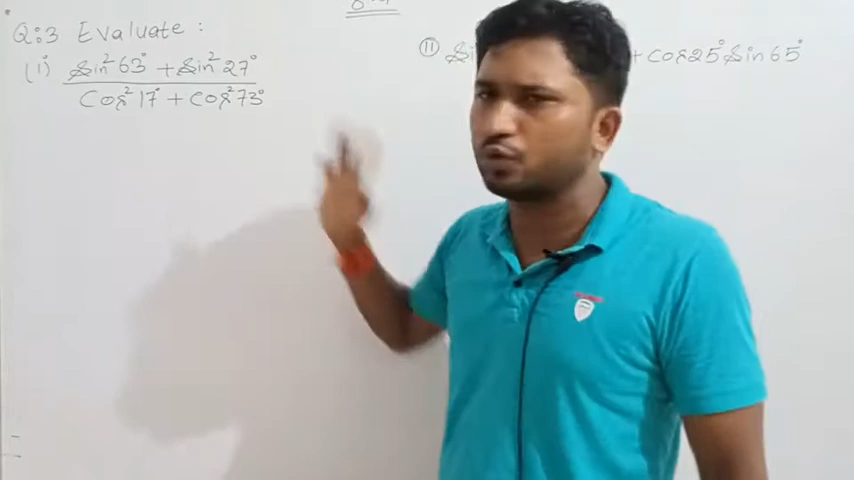 Q:3 Evaluate :
(i) Sin²63° + Sin²27°
Cos²17° + Cos²73°
(ii) + Cos25° Sin65°